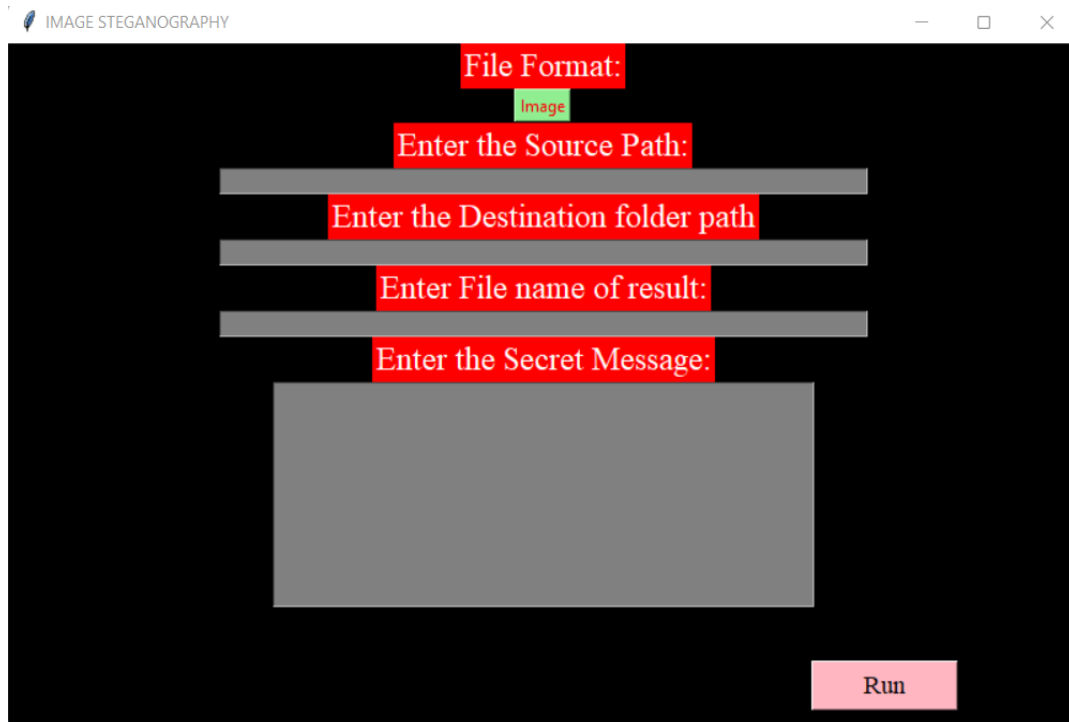 IMAGE STEGANOGRAPHY
File Format:
Image
Enter the Source Path:
Enter the Destination folder path
Enter File name of result:
Enter the Secret Message:
Run